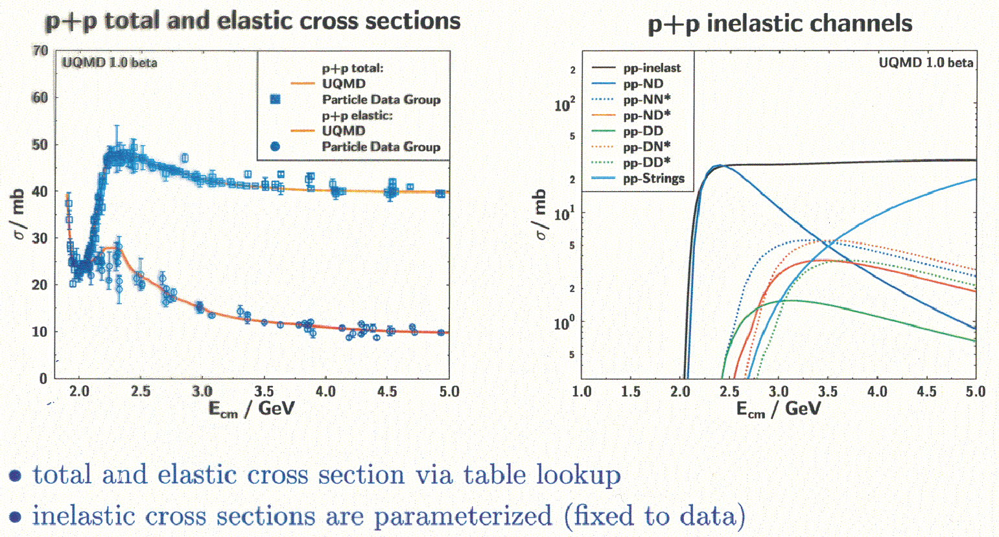 p+p total and elastic cross sections
UQMD 1.0 beta
p+p total:
UQMD
Particle Data Group
p+p elastic:
UQMD
Particle Data Group
70
60
50
40
30
20
10
0
σ / mb
2.0 2.5 3.0 3.5 4.0 4.5 5.0
E_cm / GeV
p+p inelastic channels
UQMD 1.0 beta
pp-inelast
pp-ND
pp-NN*
pp-ND*
pp-DD
pp-DN*
pp-DD*
pp-Strings
2
10²
5
2
10¹
5
2
10⁰
5
σ / mb
1.0 1.5 2.0 2.5 3.0 3.5 4.0 4.5 5.0
E_cm / GeV
• total and elastic cross section via table lookup
• inelastic cross sections are parameterized (fixed to data)